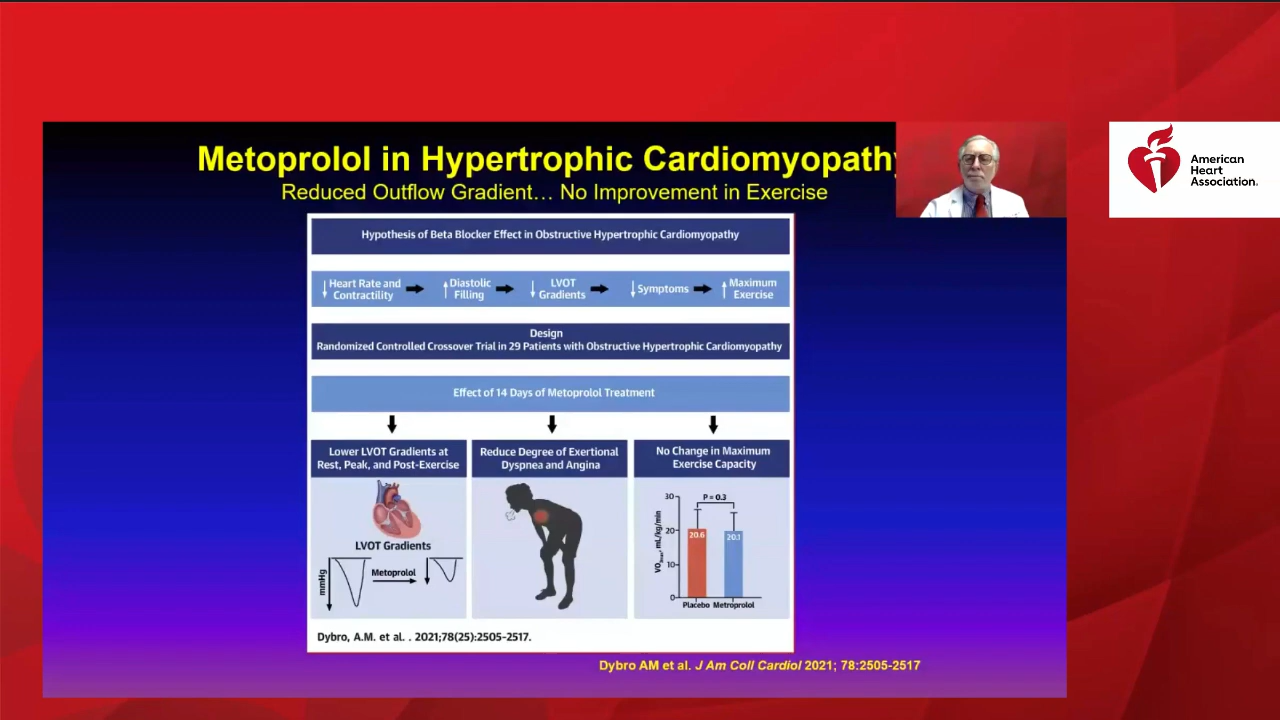 Metoprolol in Hypertrophic Cardiomyopathy
Reduced Outflow Gradient... No Improvement in Exercise
American
Heart
Association.
Hypothesis of Beta Blocker Effect in Obstructive Hypertrophic Cardiomyopathy
↓ Heart Rate and
Contractility
↑ Diastolic
Filling
↓ LVOT
Gradients
↓ Symptoms
↑ Maximum
Exercise
Design
Randomized Controlled Crossover Trial in 29 Patients with Obstructive Hypertrophic Cardiomyopathy
Effect of 14 Days of Metoprolol Treatment
Lower LVOT Gradients at
Rest, Peak, and Post-Exercise
LVOT Gradients
mmHg
Metoprolol
Reduce Degree of Exertional
Dyspnea and Angina
No Change in Maximum
Exercise Capacity
VO₂max, mL/kg/min
30
20
10
0
P = 0.3
20.6
20.1
Placebo Metroprolol
Dybro, A.M. et al. . 2021;78(25):2505-2517.
Dybro AM et al. J Am Coll Cardiol 2021; 78:2505-2517